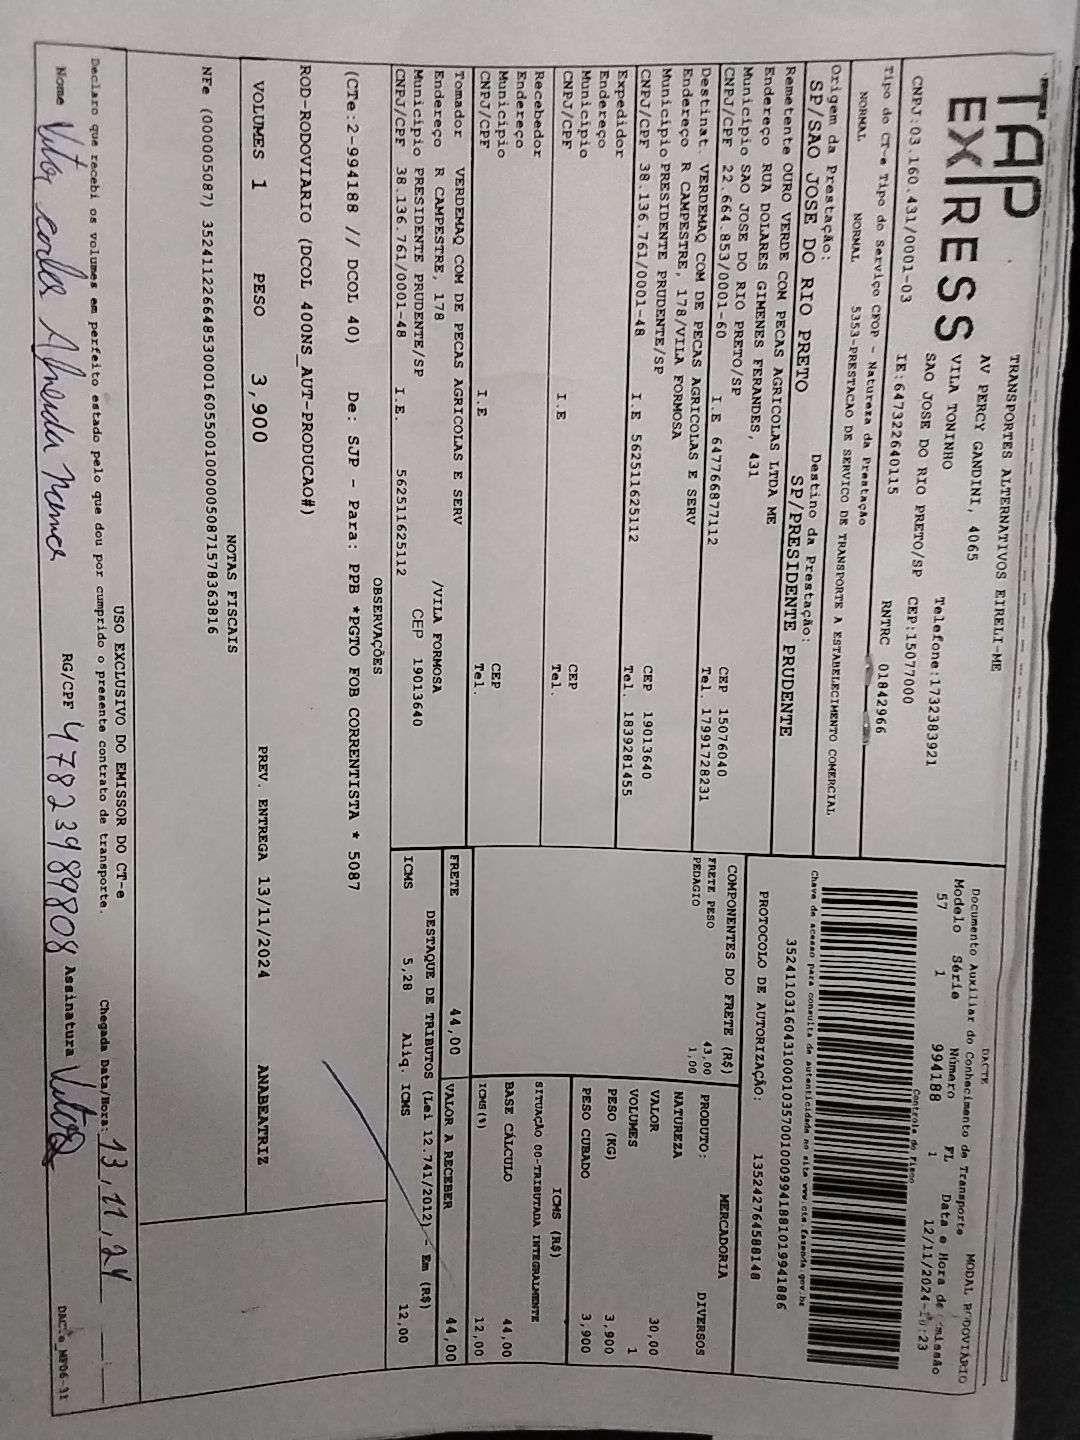 TAP
EXPRESS
TRANSPORTES ALTERNATIVOS EIRELI-ME
AV PERCY GANDINI, 4065
VILA TONINHO
SAO JOSE DO RIO PRETO/SP
Telefone:1732383921
CEP:15077000
CNPJ:03.160.431/0001-03 IE:647322640115 RNTRC 01842966
DACTE
Documento Auxiliar do Conhecimento de Transporte MODAL RODOVIÁRIO
Modelo Série Número FL Data e Hora de Emissão
57 1 994188 1 12/11/2024
Controle do Fisco
Chave de acesso para consulta de autenticidade no site www.cte.fazenda.gov.br
35241103160431000103570010009941881019941886
PROTOCOLO DE AUTORIZAÇÃO: 135242764588148
Tipo do CT-e Tipo do Serviço CFOP - Natureza da Prestação
NORMAL NORMAL 5353-PRESTACAO DE SERVICO DE TRANSPORTE A ESTABELECIMENTO COMERCIAL
Origem da Prestação: Destino da Prestação:
SP/SAO JOSE DO RIO PRETO SP/PRESIDENTE PRUDENTE
Remetente OURO VERDE COM PECAS AGRICOLAS LTDA ME
Endereço RUA DOLARES GIMENES FERANDES, 431
Município SAO JOSE DO RIO PRETO/SP CEP 15076040
CNPJ/CPF 22.664.853/0001-60 I.E 647766877112 Tel. 17991728231
Destinat. VERDEMAQ COM DE PECAS AGRICOLAS E SERV
Endereço R CAMPESTRE, 178/VILA FORMOSA
Município PRESIDENTE PRUDENTE/SP CEP 19013640
CNPJ/CPF 38.136.761/0001-48 I.E 562511625112 Tel. 1839281455
Expedidor
Endereço
Município CEP
CNPJ/CPF I.E Tel.
Recebedor
Endereço
Município CEP
CNPJ/CPF I.E Tel.
Tomador VERDEMAQ COM DE PECAS AGRICOLAS E SERV
Endereço R CAMPESTRE, 178 /VILA FORMOSA
Município PRESIDENTE PRUDENTE/SP CEP 19013640
CNPJ/CPF 38.136.761/0001-48 I.E. 562511625112
COMPONENTES DO FRETE (R$)
FRETE PESO 43,00
PEDAGIO 1,00
MERCADORIA
PRODUTO: DIVERSOS
NATUREZA
VALOR 30,00
VOLUMES 1
PESO (KG) 3,900
PESO CUBADO 3,900
ICMS (R$)
SITUAÇÃO 00-TRIBUTADA INTEGRALMENTE
BASE CÁLCULO 44,00
ICMS(%) 12,00
FRETE 44,00 VALOR A RECEBER 44,00
DESTAQUE DE TRIBUTOS (Lei 12.741/2012) - Em (R$)
ICMS 5,28 Aliq. ICMS 12,00
OBSERVAÇÕES
(CTe:2-994188 // DCOL 40) De: SJP - Para: PPB *PGTO FOB CORRENTISTA * 5087
ROD-RODOVIARIO (DCOL 400NS_AUT-PRODUCAO#)
VOLUMES 1 PESO 3,900 PREV. ENTREGA 13/11/2024 ANABEATRIZ
NOTAS FISCAIS
NFe (000005087) 35241122664853000160550010000050871578363816
USO EXCLUSIVO DO EMISSOR DO CT-e
Declaro que recebi os volumes em perfeito estado pelo que dou por cumprido o presente contrato de transporte. Chegada Data/Hora: 13,11,24
Nome Vitor Almeida RG/CPF 47823989808 Assinatura Vitor